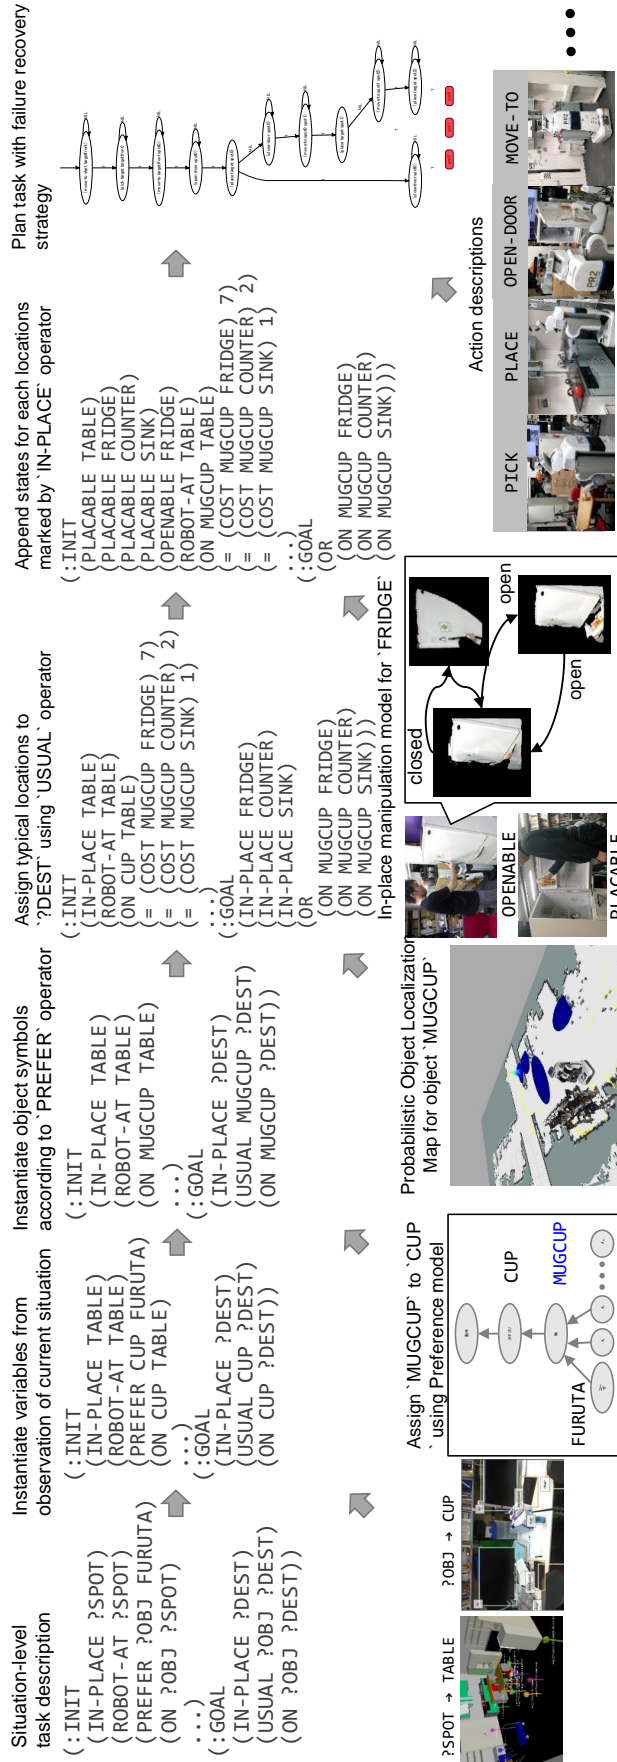 Situation-level
task description
(:INIT
(IN-PLACE ?SPOT)
(ROBOT-AT ?SPOT)
(PREFER ?OBJ FURUTA)
(ON ?OBJ ?SPOT)
...)
(:GOAL
(IN-PLACE ?DEST)
(USUAL ?OBJ ?DEST)
(ON ?OBJ ?DEST))
?SPOT → TABLE
?OBJ → CUP
Instantiate variables from
observation of current situation
(:INIT
(IN-PLACE TABLE)
(ROBOT-AT TABLE)
(PREFER CUP FURUTA)
(ON CUP TABLE)
...)
(:GOAL
(IN-PLACE ?DEST)
(USUAL CUP ?DEST)
(ON CUP ?DEST))
Assign `MUGCUP` to `CUP
` using Preference model
CUP
MUGCUP
FURUTA
Instantiate object symbols
according to `PREFER` operator
(:INIT
(IN-PLACE TABLE)
(ROBOT-AT TABLE)
(ON MUGCUP TABLE)
...)
(:GOAL
(IN-PLACE ?DEST)
(USUAL MUGCUP ?DEST)
(ON MUGCUP ?DEST))
Probabilistic Object Localization
Map for object `MUGCUP`
Assign typical locations to
`?DEST` using `USUAL` operator
(:INIT
(IN-PLACE TABLE)
(ROBOT-AT TABLE)
(ON CUP TABLE)
(= (COST MUGCUP FRIDGE) 7)
(= (COST MUGCUP COUNTER) 2)
(= (COST MUGCUP SINK) 1)
...)
(:GOAL
(IN-PLACE FRIDGE)
(IN-PLACE COUNTER)
(IN-PLACE SINK)
(OR
(ON MUGCUP FRIDGE)
(ON MUGCUP COUNTER)
(ON MUGCUP SINK)))
In-place manipulation model for `FRIDGE`
OPENABLE
PLACABLE
closed
open
open
Append states for each locations
marked by `IN-PLACE` operator
(:INIT
(PLACABLE TABLE)
(PLACABLE FRIDGE)
(PLACABLE COUNTER)
(PLACABLE SINK)
(OPENABLE FRIDGE)
(ROBOT-AT TABLE)
(ON MUGCUP TABLE)
(= (COST MUGCUP FRIDGE) 7)
(= (COST MUGCUP COUNTER) 2)
(= (COST MUGCUP SINK) 1)
...)
(:GOAL
(OR
(ON MUGCUP FRIDGE)
(ON MUGCUP COUNTER)
(ON MUGCUP SINK)))
Action descriptions
PICK
PLACE
OPEN-DOOR
MOVE-TO
PR2
PR2
Plan task with failure recovery
strategy